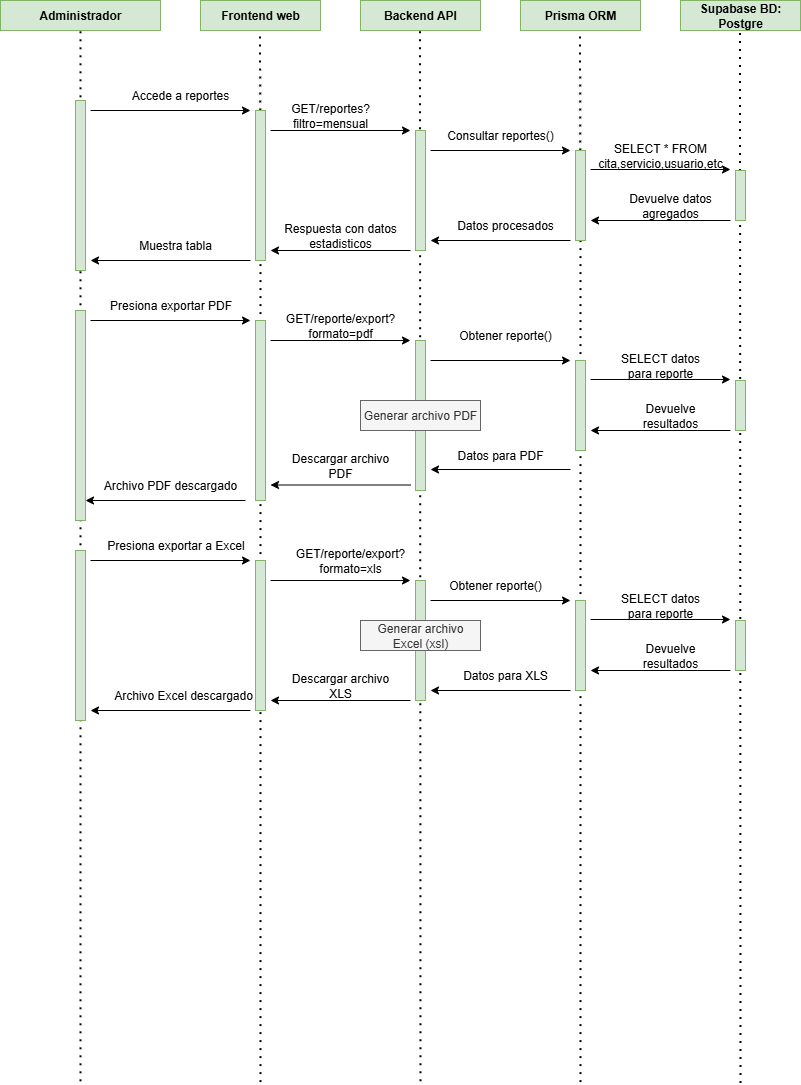 Administrador
Frontend web
Backend API
Prisma ORM
Supabase BD:
Postgre
Accede a reportes
GET/reportes?
filtro=mensual
Consultar reportes()
SELECT * FROM
cita,servicio,usuario,etc
Devuelve datos
agregados
Datos procesados
Respuesta con datos
estadisticos
Muestra tabla
Presiona exportar PDF
GET/reporte/export?
formato=pdf
Obtener reporte()
SELECT datos
para reporte
Devuelve
resultados
Generar archivo PDF
Datos para PDF
Descargar archivo
PDF
Archivo PDF descargado
Presiona exportar a Excel
GET/reporte/export?
formato=xls
Obtener reporte()
SELECT datos
para reporte
Generar archivo
Excel (xsl)
Devuelve
resultados
Datos para XLS
Descargar archivo
XLS
Archivo Excel descargado